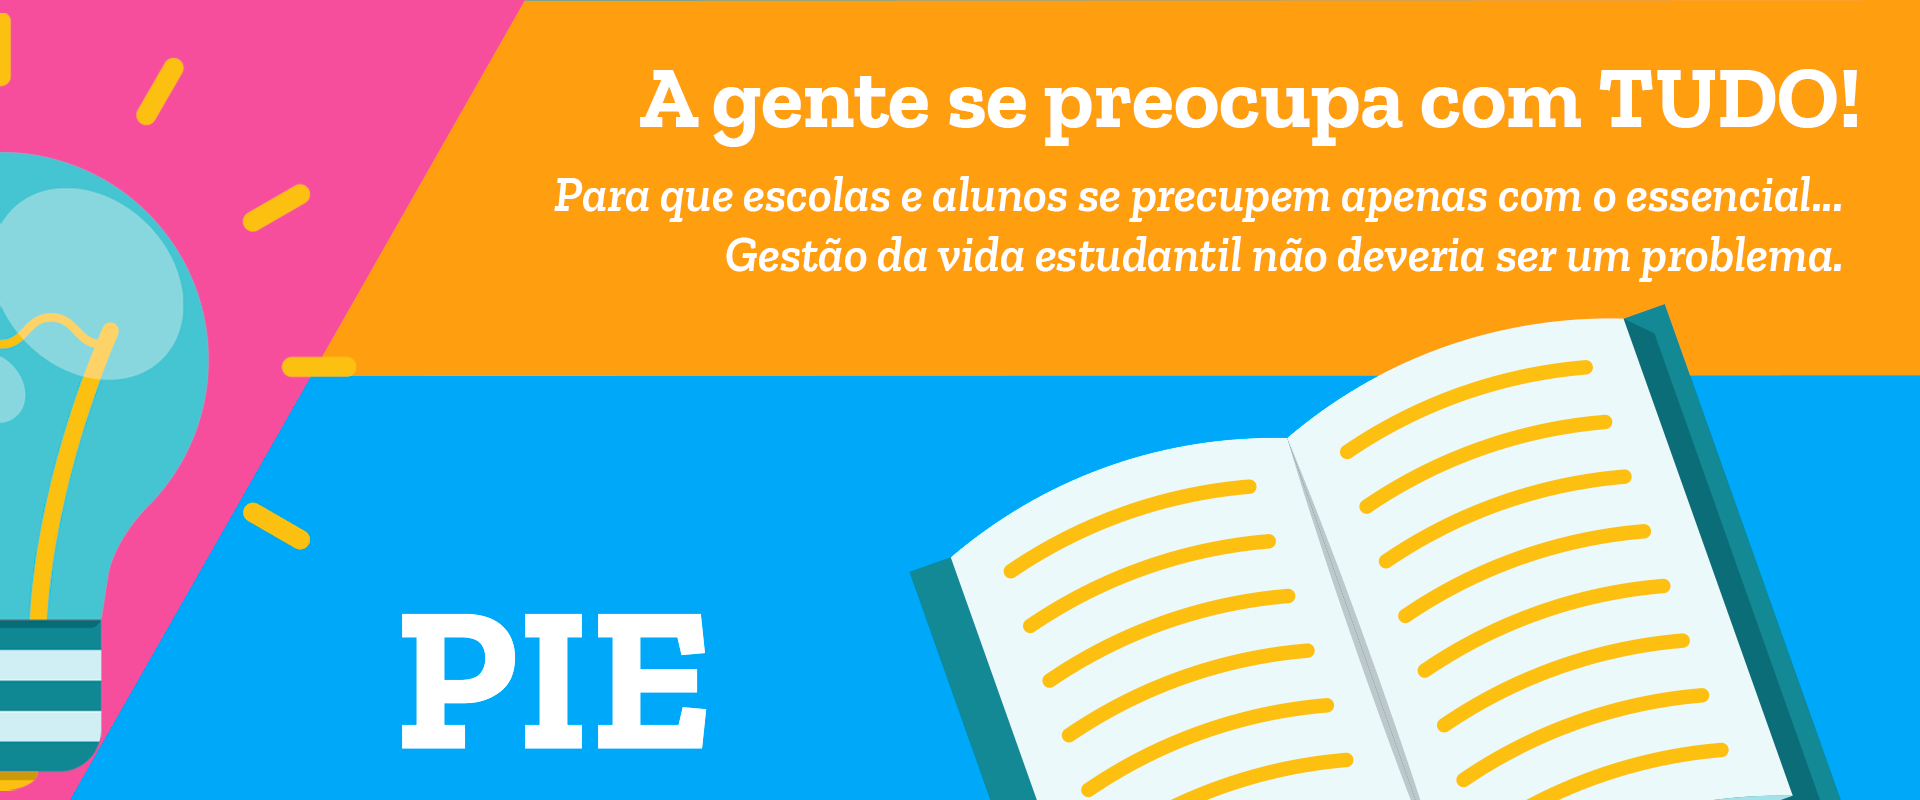 A gente se preocupa com TUDO!
Para que escolas e alunos se precupem apenas com o essencial...
Gestão da vida estudantil não deveria ser um problema.
PIE